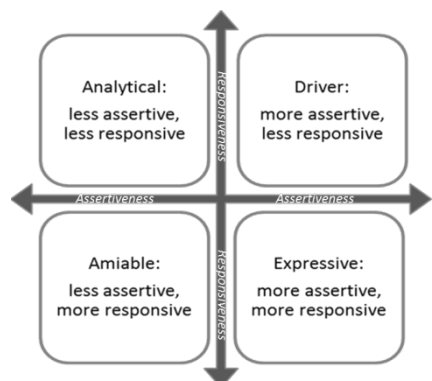 Analytical:
less assertive,
less responsive
Driver:
more assertive,
less responsive
Responsiveness
Assertiveness
Assertiveness
Amiable:
less assertive,
more responsive
Expressive:
more assertive,
more responsive
Responsiveness